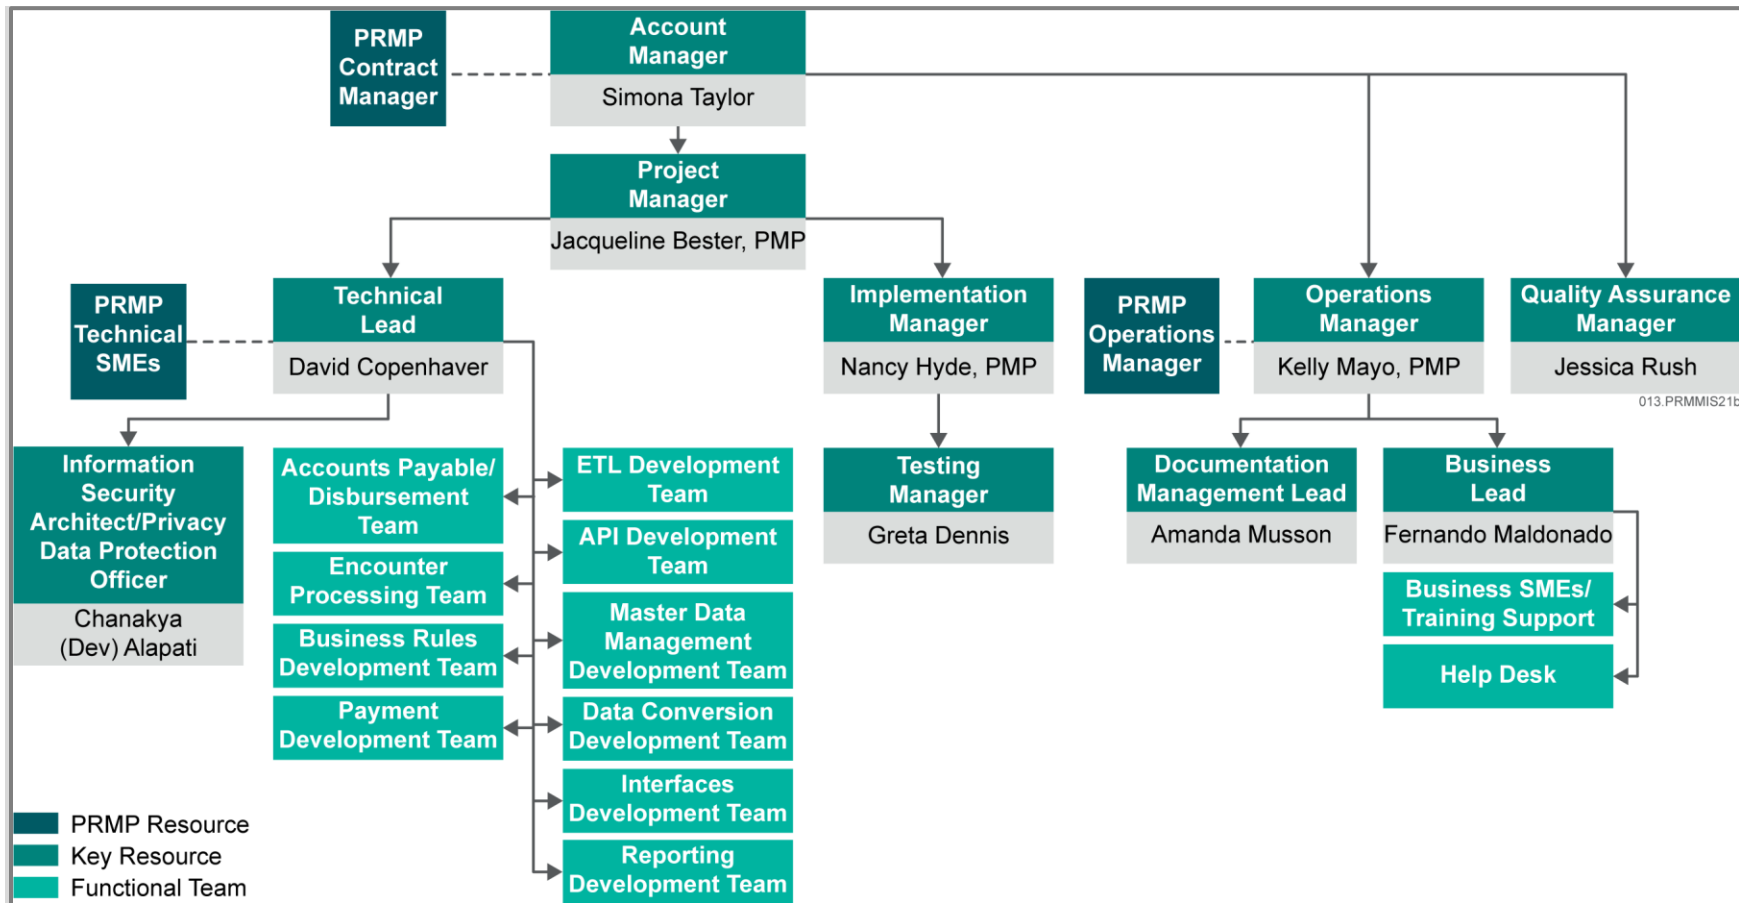 PRMP
Contract
Manager
Account
Manager
Simona Taylor
Project
Manager
Jacqueline Bester, PMP
PRMP
Technical
SMEs
Technical
Lead
David Copenhaver
Implementation
Manager
Nancy Hyde, PMP
PRMP
Operations
Manager
Operations
Manager
Kelly Mayo, PMP
Quality Assurance
Manager
Jessica Rush
013.PRMMIS21b
Information
Security
Architect/Privacy
Data Protection
Officer
Chanakya
(Dev) Alapati
Accounts Payable/
Disbursement
Team
Encounter
Processing Team
Business Rules
Development Team
Payment
Development Team
ETL Development
Team
API Development
Team
Master Data
Management
Development Team
Data Conversion
Development Team
Interfaces
Development Team
Reporting
Development Team
Testing
Manager
Greta Dennis
Documentation
Management Lead
Amanda Musson
Business
Lead
Fernando Maldonado
Business SMEs/
Training Support
Help Desk
PRMP Resource
Key Resource
Functional Team